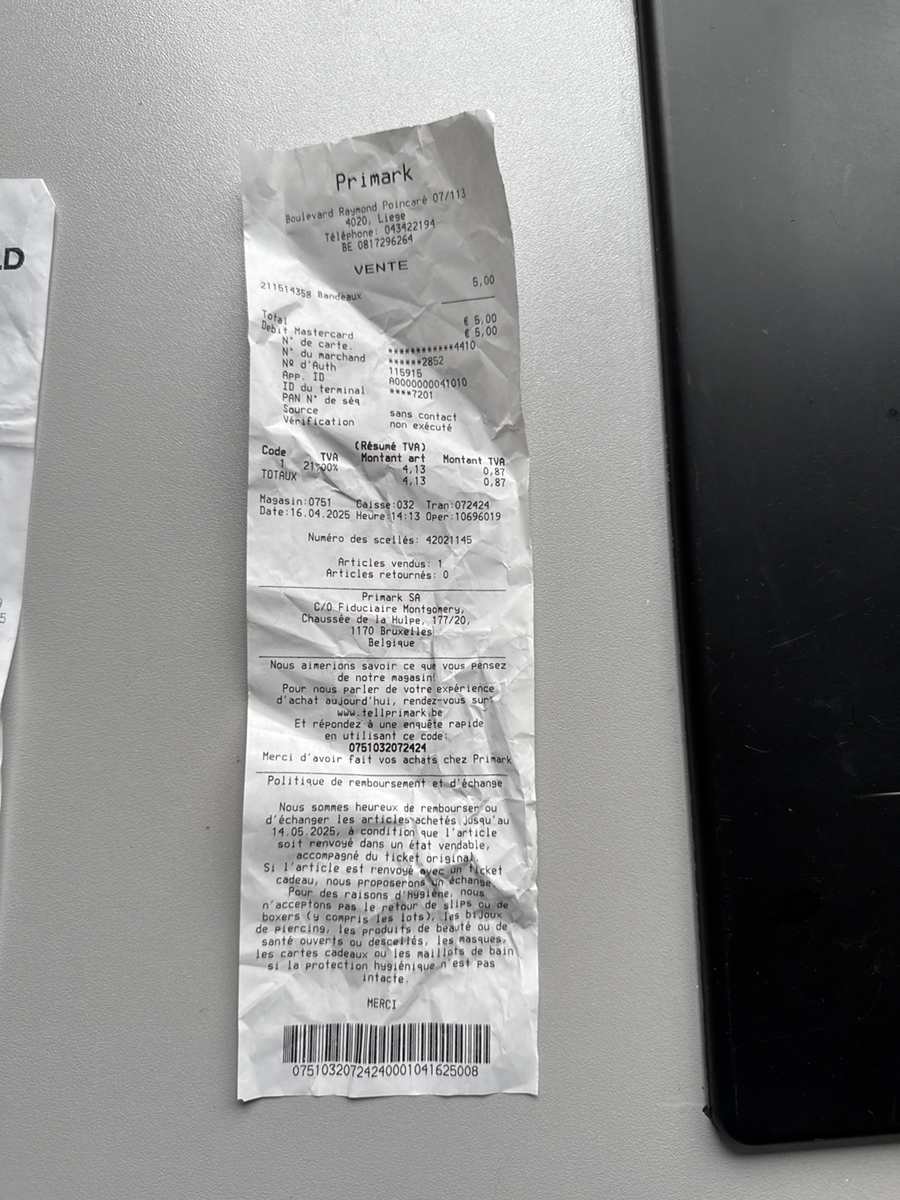 Primark
Boulevard Raymond Poincaré 07/113
4020, Liege
Téléphone: 043422194
BE 0817296264
VENTE
211514358 Bandeaux 5,00
Total € 5,00
Debit Mastercard € 5,00
N° de carte. ************4410
N° du marchand ******2852
Nº d'Auth 115916
App. ID A0000000041010
ID du terminal ****7201
PAN N° de séq
Source sans contact
Vérification non exécuté
(Résumé TVA)
Code TVA Montant art Montant TVA
1 21,00% 4,13 0,87
TOTAUX 4,13 0,87
Magasin:0751 Caisse:032 Tran:072424
Date:16.04.2025 Heure:14:13 Oper:10696019
Numéro des scellés: 42021145
Articles vendus: 1
Articles retournés: 0
Primark SA
C/O Fiduciaire Montgomery,
Chaussée de la Hulpe, 177/20,
1170 Bruxelles
Belgique
Nous aimerions savoir ce que vous pensez
de notre magasin!
Pour nous parler de votre expérience
d'achat aujourd'hui, rendez-vous sur:
www.tellprimark.be
Et répondez à une enquête rapide
en utilisant ce code:
0751032072424
Merci d'avoir fait vos achats chez Primark
Politique de remboursement et d'échange
Nous sommes heureux de rembourser ou
d'échanger les articles achetés jusqu'au
14.05.2025, à condition que l'article
soit renvoyé dans un état vendable,
accompagné du ticket original.
Si l'article est renvoyé avec un ticket
cadeau, nous proposerons un échange
Pour des raisons d'hygiène, nous
n'acceptons pas le retour de slips ou de
boxers (y compris les lots), les bijoux
de piercing, les produits de beauté ou de
santé ouverts ou descellés, les masques,
les cartes cadeaux ou les maillots de bain
si la protection hygiénique n'est pas
intacte.
MERCI
07510320724240001041625008